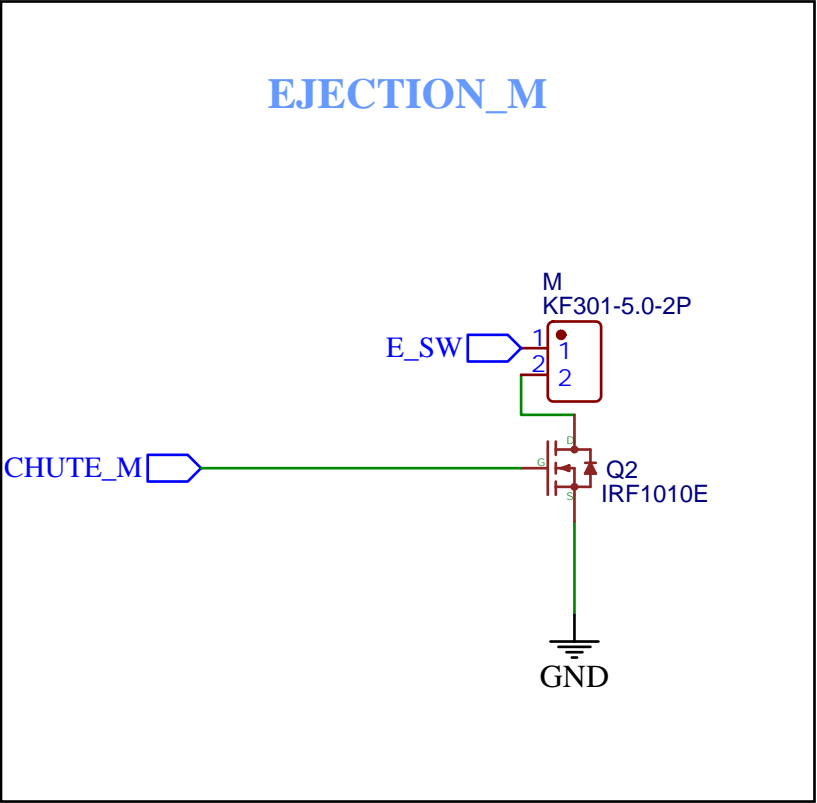 EJECTION_M
M
KF301-5.0-2P
E_SW
1
1
2
2
D
CHUTE_M
G
Q2
S
IRF1010E
GND